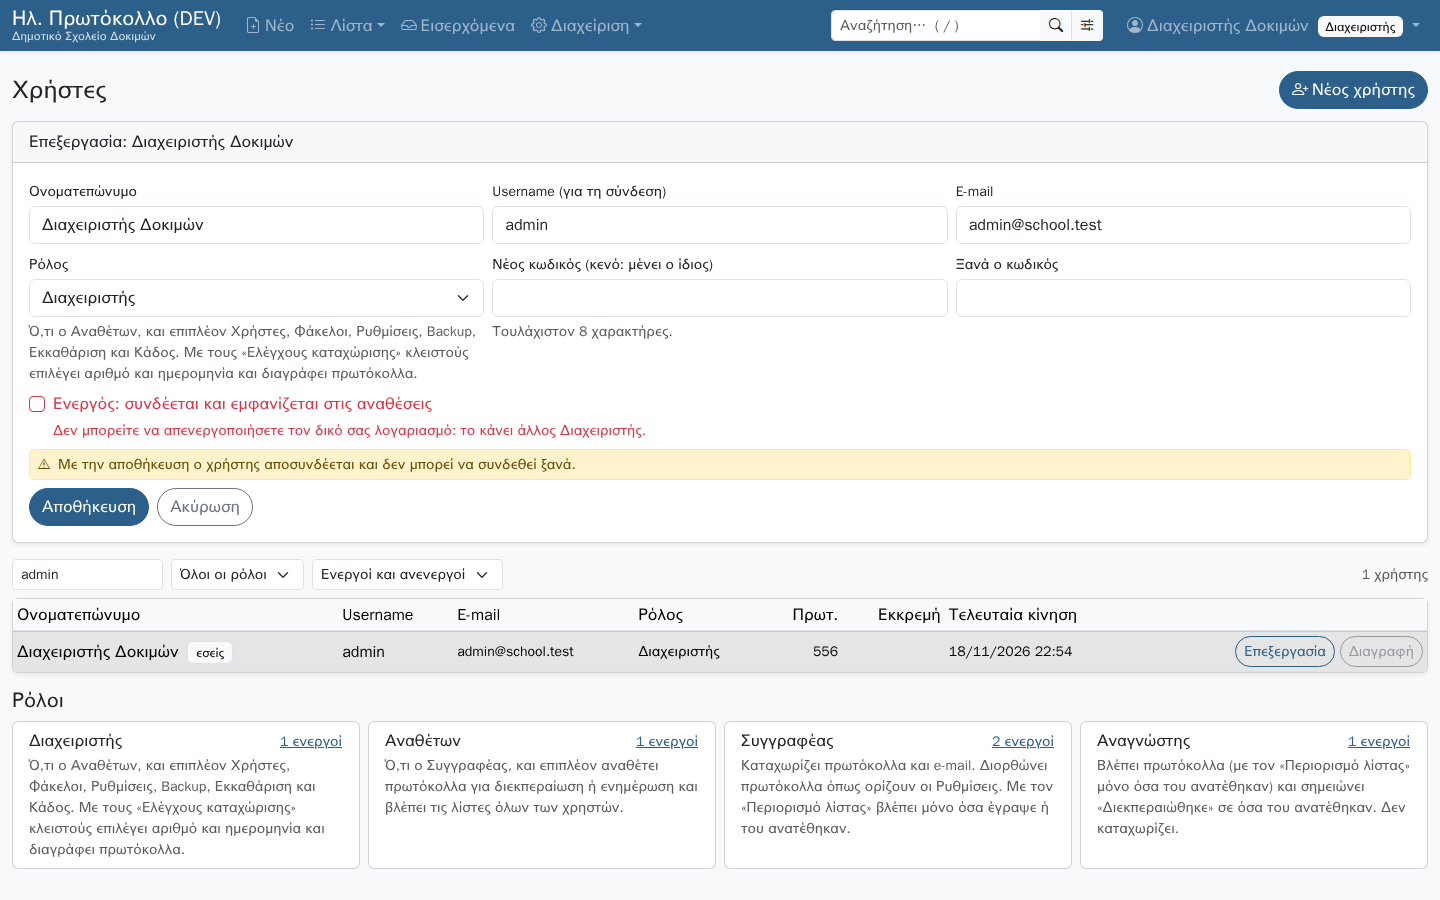 Ηλ. Πρωτόκολλο (DEV)
Δημοτικό Σχολείο Δοκιμών
Νέο
Λίστα
Εισερχόμενα
Διαχείριση
Αναζήτηση… ( / )
Διαχειριστής Δοκιμών Διαχειριστής
Χρήστες
Νέος χρήστης
Επεξεργασία: Διαχειριστής Δοκιμών
Ονοματεπώνυμο Username (για τη σύνδεση) E-mail
Διαχειριστής Δοκιμών admin admin@school.test
Ρόλος Νέος κωδικός (κενό: μένει ο ίδιος) Ξανά ο κωδικός
Διαχειριστής
Ό,τι ο Αναθέτων, και επιπλέον Χρήστες, Φάκελοι, Ρυθμίσεις, Backup,
Εκκαθάριση και Κάδος. Με τους «Ελέγχους καταχώρισης» κλειστούς
επιλέγει αριθμό και ημερομηνία και διαγράφει πρωτόκολλα.
Τουλάχιστον 8 χαρακτήρες.
Ενεργός: συνδέεται και εμφανίζεται στις αναθέσεις
Δεν μπορείτε να απενεργοποιήσετε τον δικό σας λογαριασμό: το κάνει άλλος Διαχειριστής.
Με την αποθήκευση ο χρήστης αποσυνδέεται και δεν μπορεί να συνδεθεί ξανά.
Αποθήκευση Ακύρωση
admin Όλοι οι ρόλοι Ενεργοί και ανενεργοί 1 χρήστης
Ονοματεπώνυμο Username E-mail Ρόλος Πρωτ. Εκκρεμή Τελευταία κίνηση
Διαχειριστής Δοκιμών εσείς admin admin@school.test Διαχειριστής 556 18/11/2026 22:54 Επεξεργασία Διαγραφή
Ρόλοι
Διαχειριστής 1 ενεργοί
Ό,τι ο Αναθέτων, και επιπλέον Χρήστες,
Φάκελοι, Ρυθμίσεις, Backup, Εκκαθάριση και
Κάδος. Με τους «Ελέγχους καταχώρισης»
κλειστούς επιλέγει αριθμό και ημερομηνία και
διαγράφει πρωτόκολλα.
Αναθέτων 1 ενεργοί
Ό,τι ο Συγγραφέας, και επιπλέον αναθέτει
πρωτόκολλα για διεκπεραίωση ή ενημέρωση και
βλέπει τις λίστες όλων των χρηστών.
Συγγραφέας 2 ενεργοί
Καταχωρίζει πρωτόκολλα και e-mail. Διορθώνει
πρωτόκολλα όπως ορίζουν οι Ρυθμίσεις. Με τον
«Περιορισμό λίστας» βλέπει μόνο όσα έγραψε ή
του ανατέθηκαν.
Αναγνώστης 1 ενεργοί
Βλέπει πρωτόκολλα (με τον «Περιορισμό λίστας»
μόνο όσα του ανατέθηκαν) και σημειώνει
«Διεκπεραιώθηκε» σε όσα του ανατέθηκαν. Δεν
καταχωρίζει.